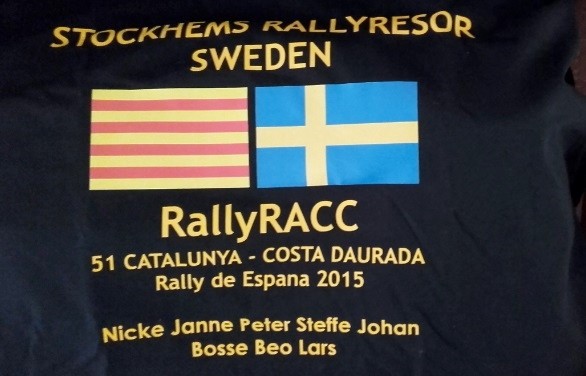 STOCKHEMS RALLYRESOR
SWEDEN
RallyRACC
51 CATALUNYA - COSTA DAURADA
Rally de Espana 2015
Nicke Janne Peter Steffe Johan
Bosse Beo Lars